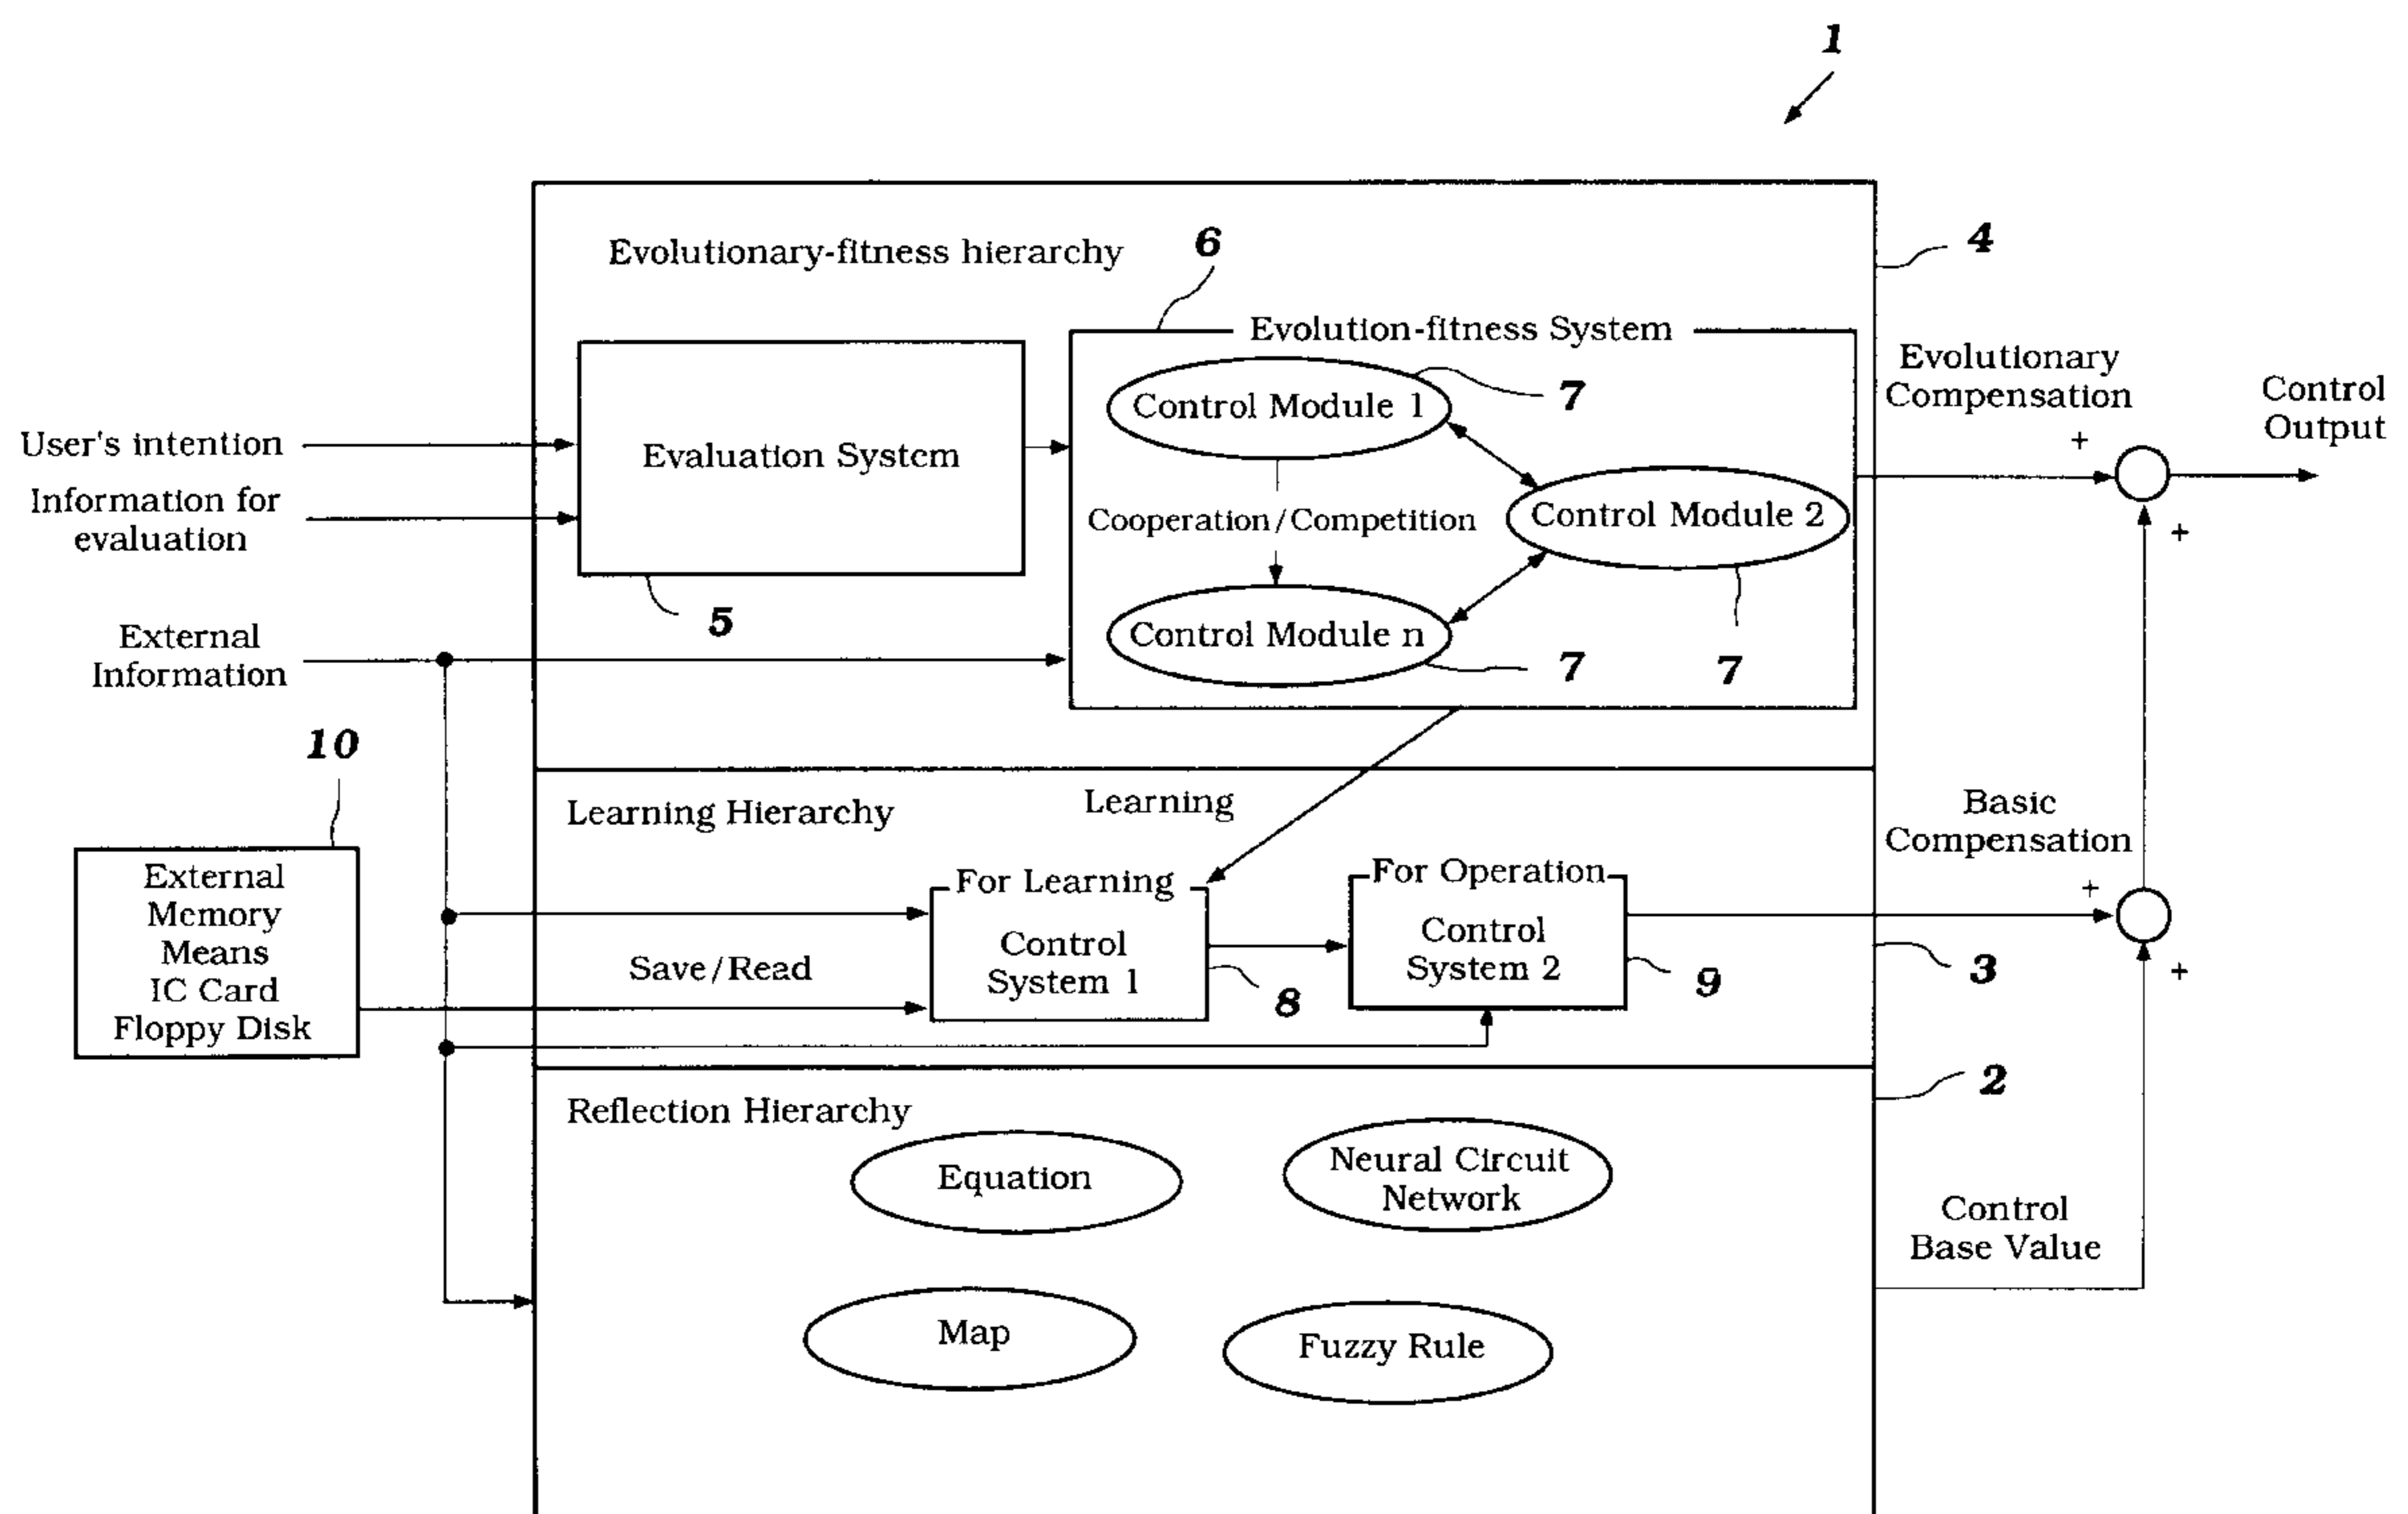 1
Evolutionary-fitness hierarchy
6
4
Evolution-fitness System
Control Module 1
7
Evolutionary
Compensation
+
Control
Output
User's intention
Information for
evaluation
Evaluation System
Cooperation/Competition
Control Module 2
+
5
External
Information
Control Module n
7
7
10
Learning Hierarchy
Learning
Basic
Compensation
+
External
Memory
Means
IC Card
Floppy Disk
Save/Read
For Learning
Control
System 1
8
For Operation
Control
System 2
9
3
+
2
Reflection Hierarchy
Equation
Neural Circuit
Network
Control
Base Value
Map
Fuzzy Rule